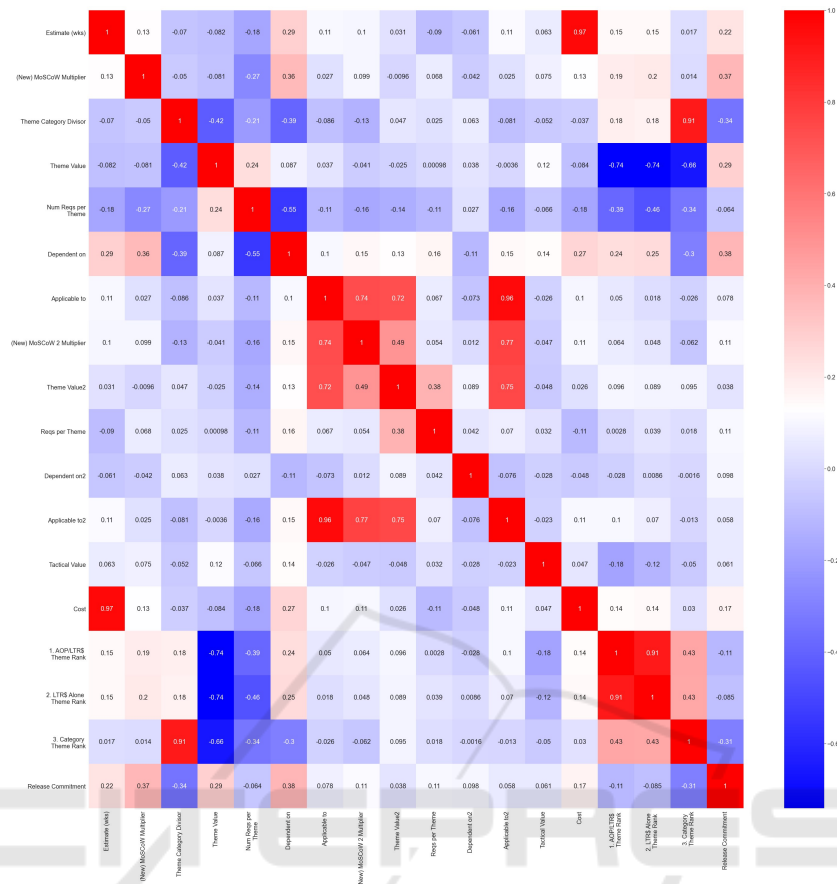 Estimate (wks) 1 0.13 -0.07 -0.082 -0.18 0.29 0.11 0.1 0.031 -0.09 -0.061 0.11 0.063 0.97 0.15 0.15 0.017 0.22
(New) MoSCoW Multiplier 0.13 1 -0.05 -0.081 -0.27 0.36 0.027 0.099 -0.0096 0.068 -0.042 0.025 0.075 0.13 0.19 0.2 0.014 0.37
Theme Category Divisor -0.07 -0.05 1 -0.42 -0.21 -0.39 -0.086 -0.13 0.047 0.025 0.063 -0.081 -0.052 -0.037 0.18 0.18 0.91 -0.34
Theme Value -0.082 -0.081 -0.42 1 0.24 0.087 0.037 -0.041 -0.025 0.00098 0.038 -0.0036 0.12 -0.084 -0.74 -0.74 -0.66 0.29
Num Reqs per
Theme -0.18 -0.27 -0.21 0.24 1 -0.55 -0.11 -0.16 -0.14 -0.11 0.027 -0.16 -0.066 -0.18 -0.39 -0.46 -0.34 -0.064
Dependent on 0.29 0.36 -0.39 0.087 -0.55 1 0.1 0.15 0.13 0.16 -0.11 0.15 0.14 0.27 0.24 0.25 -0.3 0.38
Applicable to 0.11 0.027 -0.086 0.037 -0.11 0.1 1 0.74 0.72 0.067 -0.073 0.96 -0.026 0.1 0.05 0.018 -0.026 0.078
(New) MoSCoW 2 Multiplier 0.1 0.099 -0.13 -0.041 -0.16 0.15 0.74 1 0.49 0.054 0.012 0.77 -0.047 0.11 0.064 0.048 -0.062 0.11
Theme Value2 0.031 -0.0096 0.047 -0.025 -0.14 0.13 0.72 0.49 1 0.38 0.089 0.75 -0.048 0.026 0.096 0.089 0.095 0.038
Reqs per Theme -0.09 0.068 0.025 0.00098 -0.11 0.16 0.067 0.054 0.38 1 0.042 0.07 0.032 -0.11 0.0028 0.039 0.018 0.11
Dependent on2 -0.061 -0.042 0.063 0.038 0.027 -0.11 -0.073 0.012 0.089 0.042 1 -0.076 -0.028 -0.048 -0.028 0.0086 -0.0016 0.098
Applicable to2 0.11 0.025 -0.081 -0.0036 -0.16 0.15 0.96 0.77 0.75 0.07 -0.076 1 -0.023 0.11 0.1 0.07 -0.013 0.058
Tactical Value 0.063 0.075 -0.052 0.12 -0.066 0.14 -0.026 -0.047 -0.048 0.032 -0.028 -0.023 1 0.047 -0.18 -0.12 -0.05 0.061
Cost 0.97 0.13 -0.037 -0.084 -0.18 0.27 0.1 0.11 0.026 -0.11 -0.048 0.11 0.047 1 0.14 0.14 0.03 0.17
1. AOP/LTR$
Theme Rank 0.15 0.19 0.18 -0.74 -0.39 0.24 0.05 0.064 0.096 0.0028 -0.028 0.1 -0.18 0.14 1 0.91 0.43 -0.11
2. LTR$ Alone
Theme Rank 0.15 0.2 0.18 -0.74 -0.46 0.25 0.018 0.048 0.089 0.039 0.0086 0.07 -0.12 0.14 0.91 1 0.43 -0.085
3. Category
Theme Rank 0.017 0.014 0.91 -0.66 -0.34 -0.3 -0.026 -0.062 0.095 0.018 -0.0016 -0.013 -0.05 0.03 0.43 0.43 1 -0.31
Release Commitment 0.22 0.37 -0.34 0.29 -0.064 0.38 0.078 0.11 0.038 0.11 0.098 0.058 0.061 0.17 -0.11 -0.085 -0.31 1
Estimate (wks)
(New) MoSCoW Multiplier
Theme Category Divisor
Theme Value
Num Reqs per
Theme
Dependent on
Applicable to
(New) MoSCoW 2 Multiplier
Theme Value2
Reqs per Theme
Dependent on2
Applicable to2
Tactical Value
Cost
1. AOP/LTR$
Theme Rank
2. LTR$ Alone
Theme Rank
3. Category
Theme Rank
Release Commitment
1.0
0.8
0.6
0.4
0.2
0.0
-0.2
-0.4
-0.6